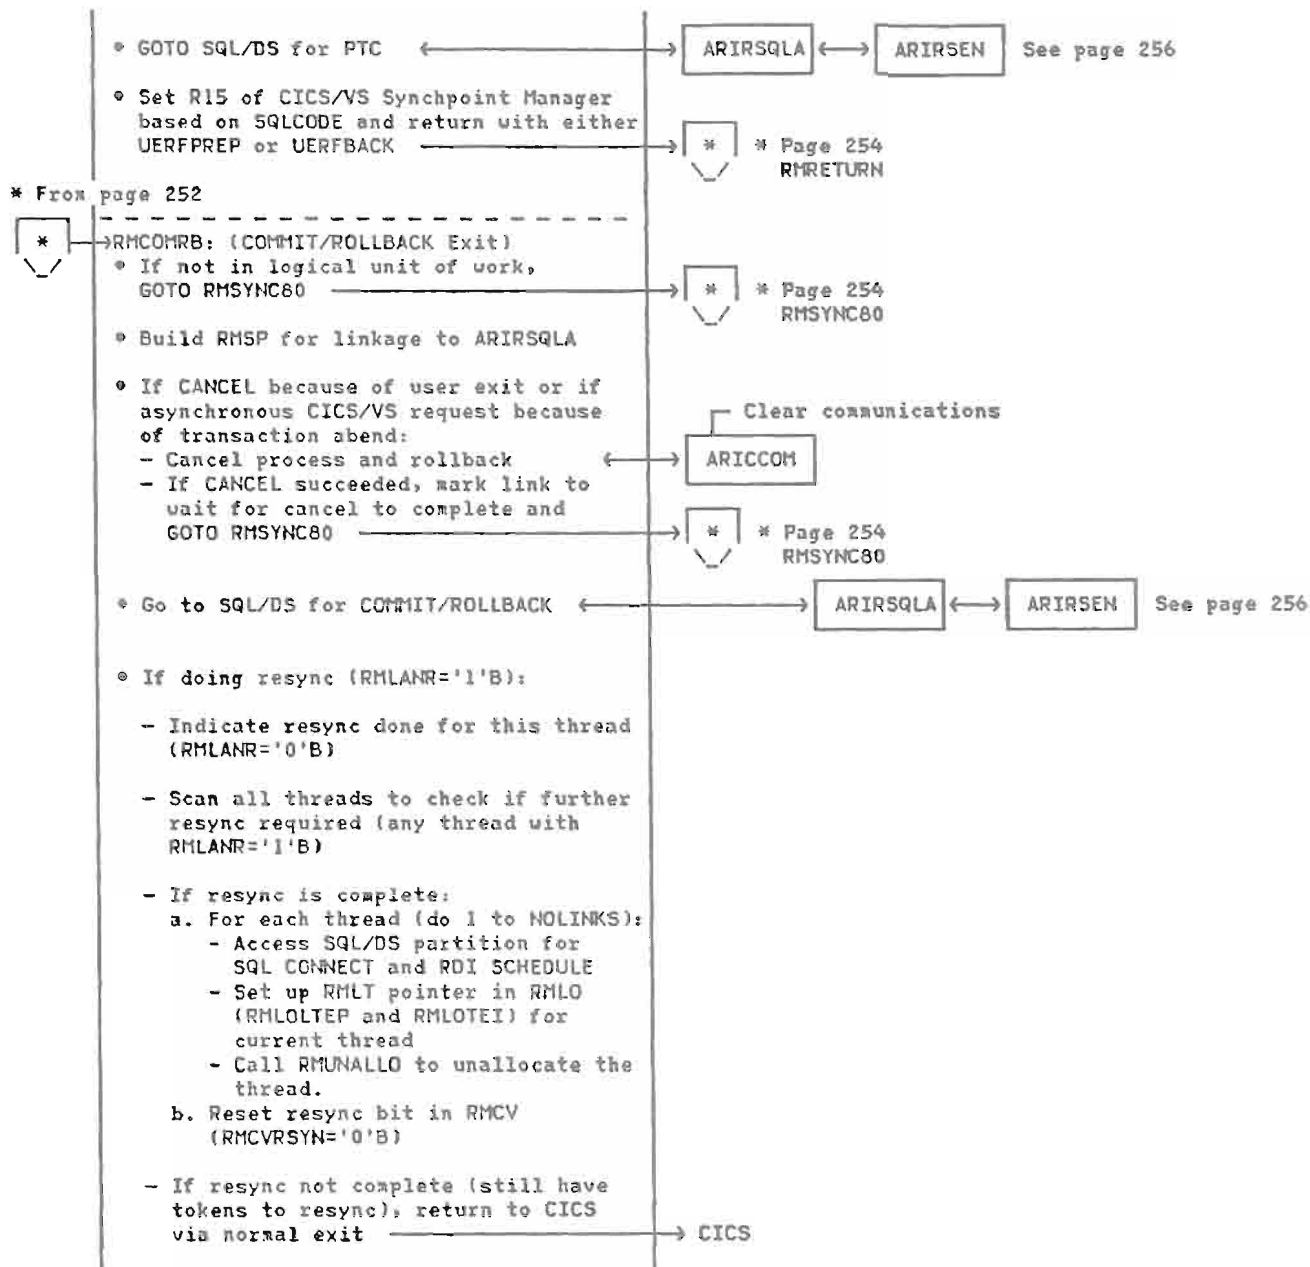 • GOTO SQL/DS for PTC ARIRSQLA ARIRSEN See page 256
• Set R15 of CICS/VS Synchpoint Manager
based on SQLCODE and return with either
UERFPREP or UERFBACK * * Page 254
RMRETURN
* From page 252
* RMCOMRB: (COMMIT/ROLLBACK Exit)
• If not in logical unit of work,
GOTO RMSYNC80 * * Page 254
RMSYNC80
• Build RMSP for linkage to ARIRSQLA
• If CANCEL because of user exit or if
asynchronous CICS/VS request because Clear communications
of transaction abend:
- Cancel process and rollback ARICCOM
- If CANCEL succeeded, mark link to
wait for cancel to complete and
GOTO RMSYNC80 * * Page 254
RMSYNC80
• Go to SQL/DS for COMMIT/ROLLBACK ARIRSQLA ARIRSEN See page 256
• If doing resync (RMLANR='1'B):
- Indicate resync done for this thread
(RMLANR='0'B)
- Scan all threads to check if further
resync required (any thread with
RMLANR='1'B)
- If resync is complete:
a. For each thread (do 1 to NOLINKS):
- Access SQL/DS partition for
SQL CONNECT and RDI SCHEDULE
- Set up RMLT pointer in RMLO
(RMLOLTEP and RMLOTEI) for
current thread
- Call RMUNALLO to unallocate the
thread.
b. Reset resync bit in RMCV
(RMCVRSYN='0'B)
- If resync not complete (still have
tokens to resync), return to CICS
via normal exit CICS